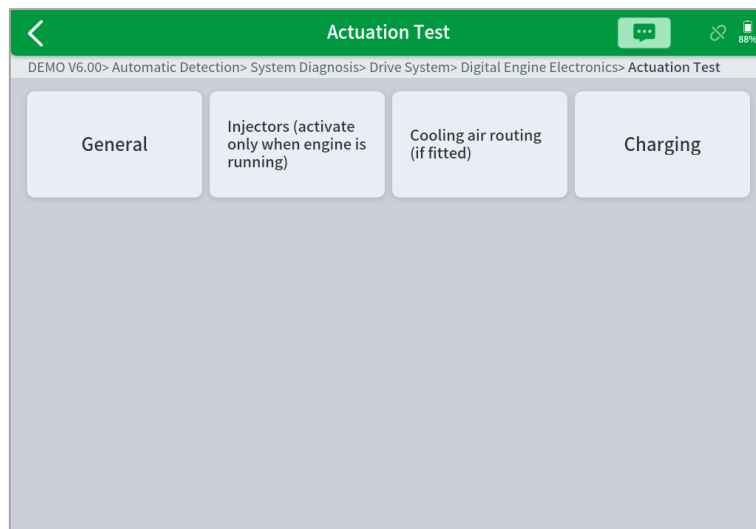 Actuation Test
88%
DEMO V6.00> Automatic Detection> System Diagnosis> Drive System> Digital Engine Electronics> Actuation Test
General
Injectors (activate
only when engine is
running)
Cooling air routing
(if fitted)
Charging